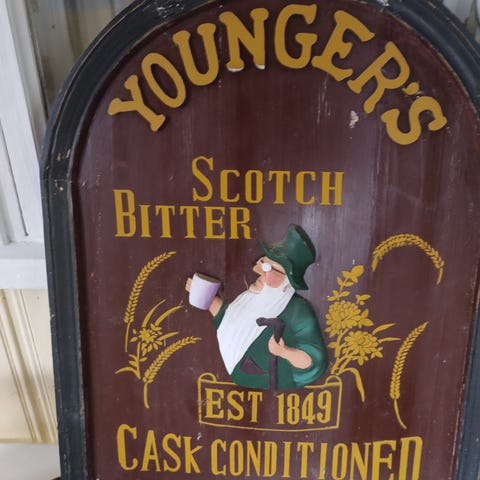 YOUNGER'S
SCOTCH
BITTER
EST 1849
CASK CONDITIONED